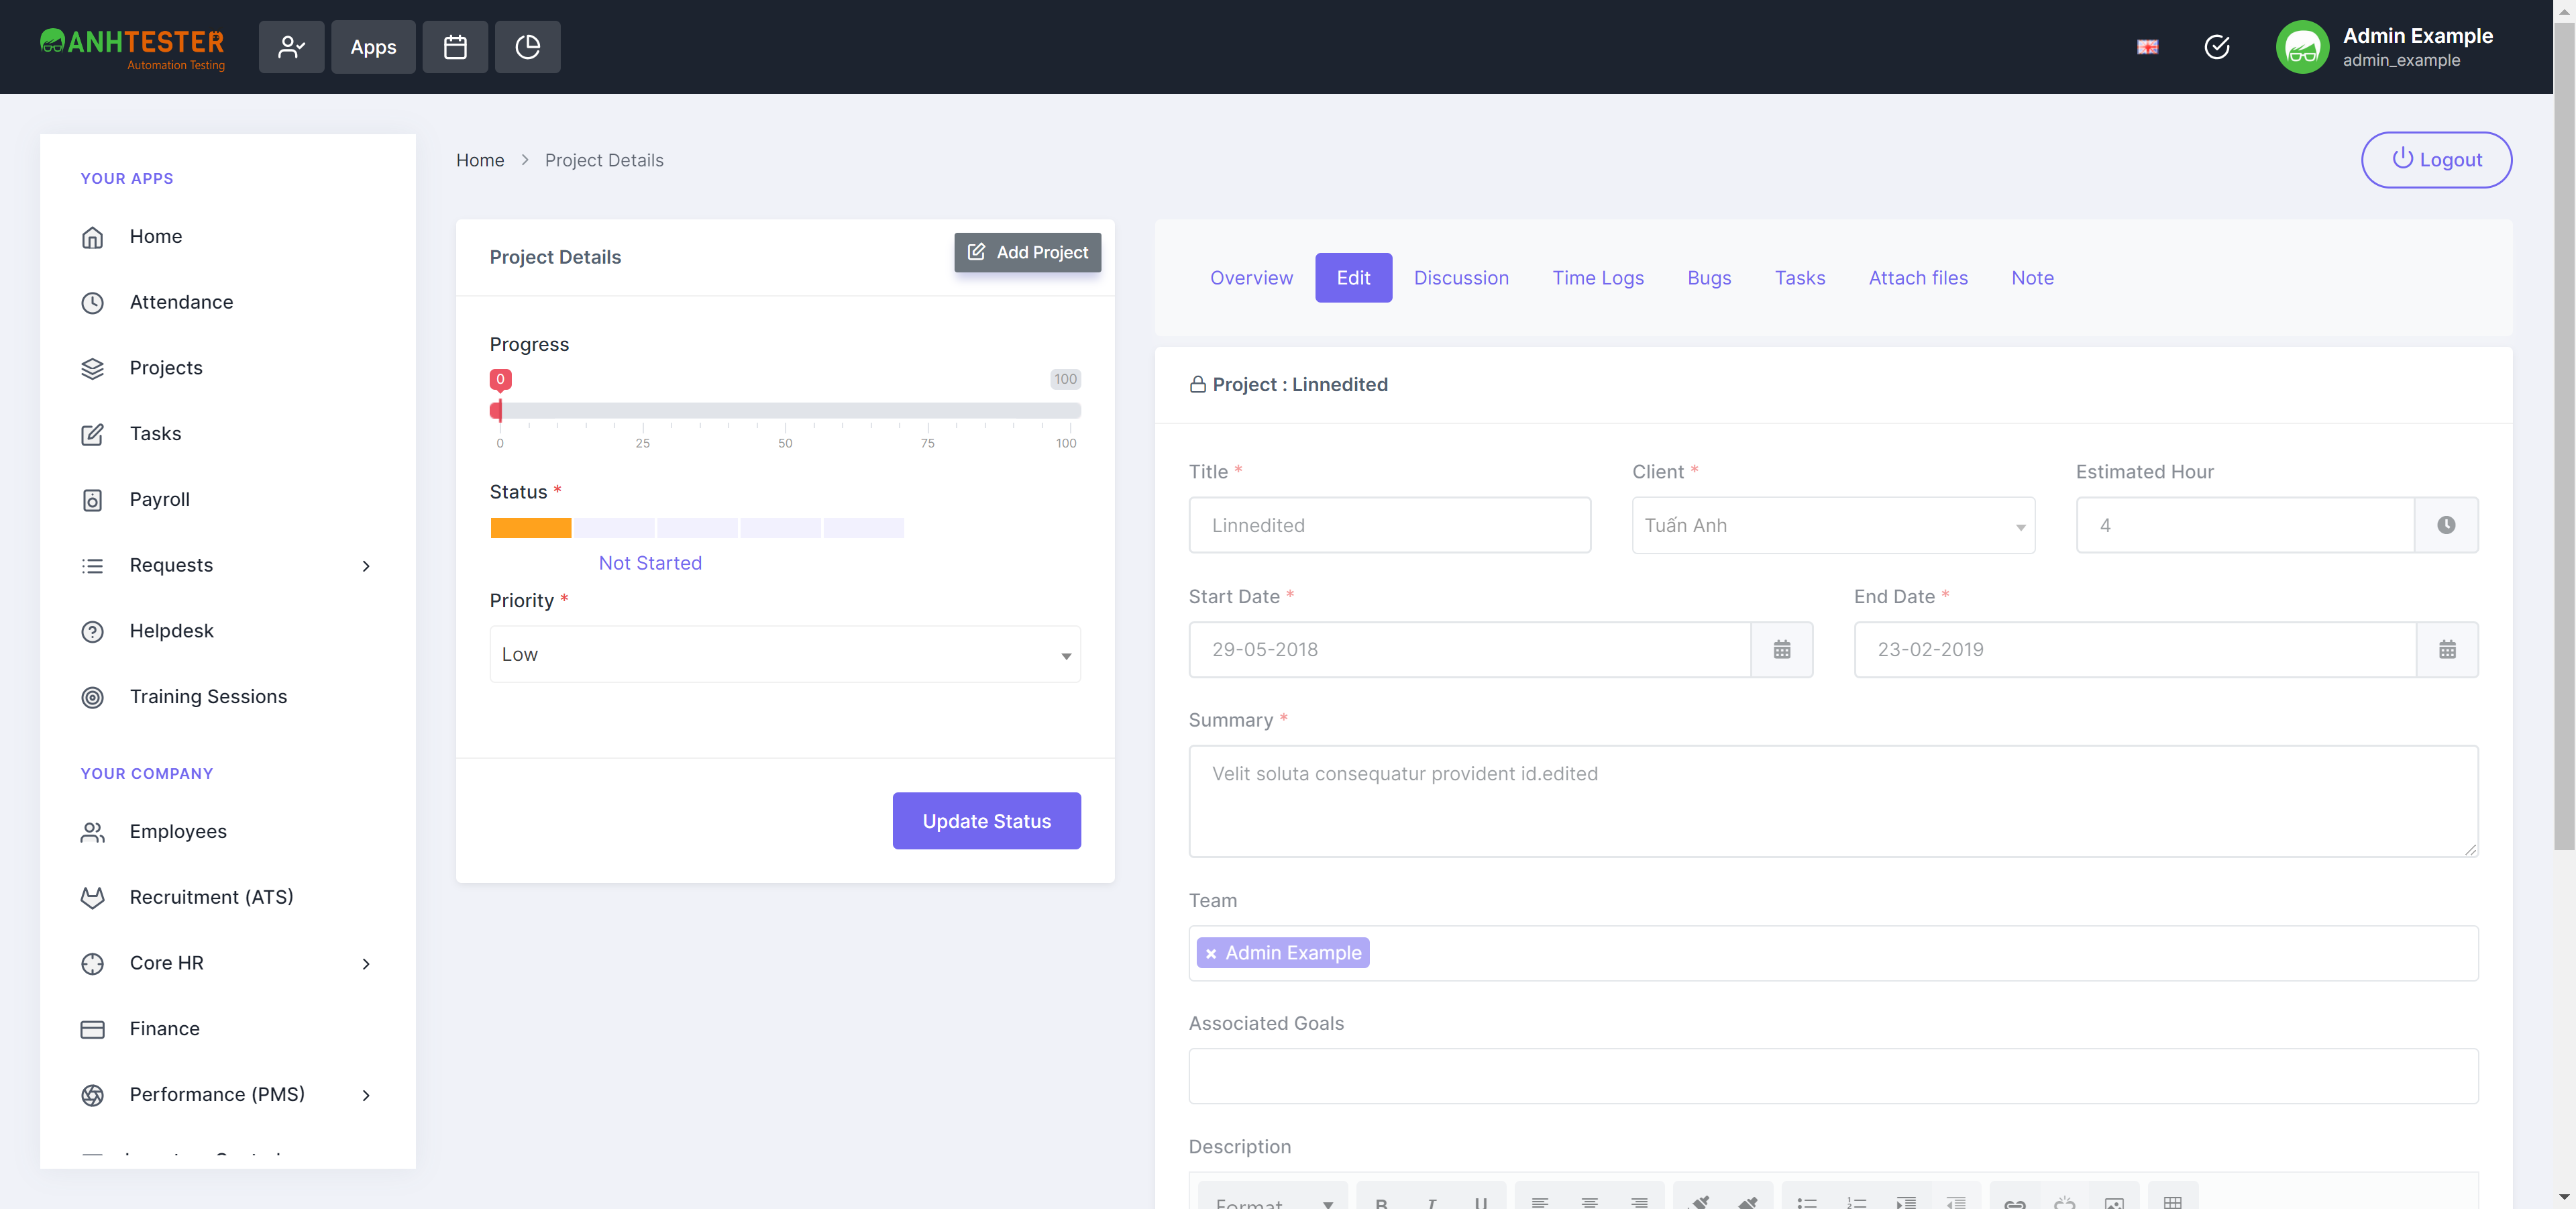 ANHTESTER
Automation Testing
Apps
Admin Example
admin_example
YOUR APPS
Home
Attendance
Projects
Tasks
Payroll
Requests
Helpdesk
Training Sessions
YOUR COMPANY
Employees
Recruitment (ATS)
Core HR
Finance
Performance (PMS)
Home > Project Details
Logout
Project Details
Add Project
Progress
0
100
0 25 50 75 100
Status *
Not Started
Priority *
Low
Update Status
Overview Edit Discussion Time Logs Bugs Tasks Attach files Note
Project : Linnedited
Title * Client * Estimated Hour
Linnedited Tuấn Anh 4
Start Date * End Date *
29-05-2018 23-02-2019
Summary *
Velit soluta consequatur provident id.edited
Team
× Admin Example
Associated Goals
Description
Format B I U